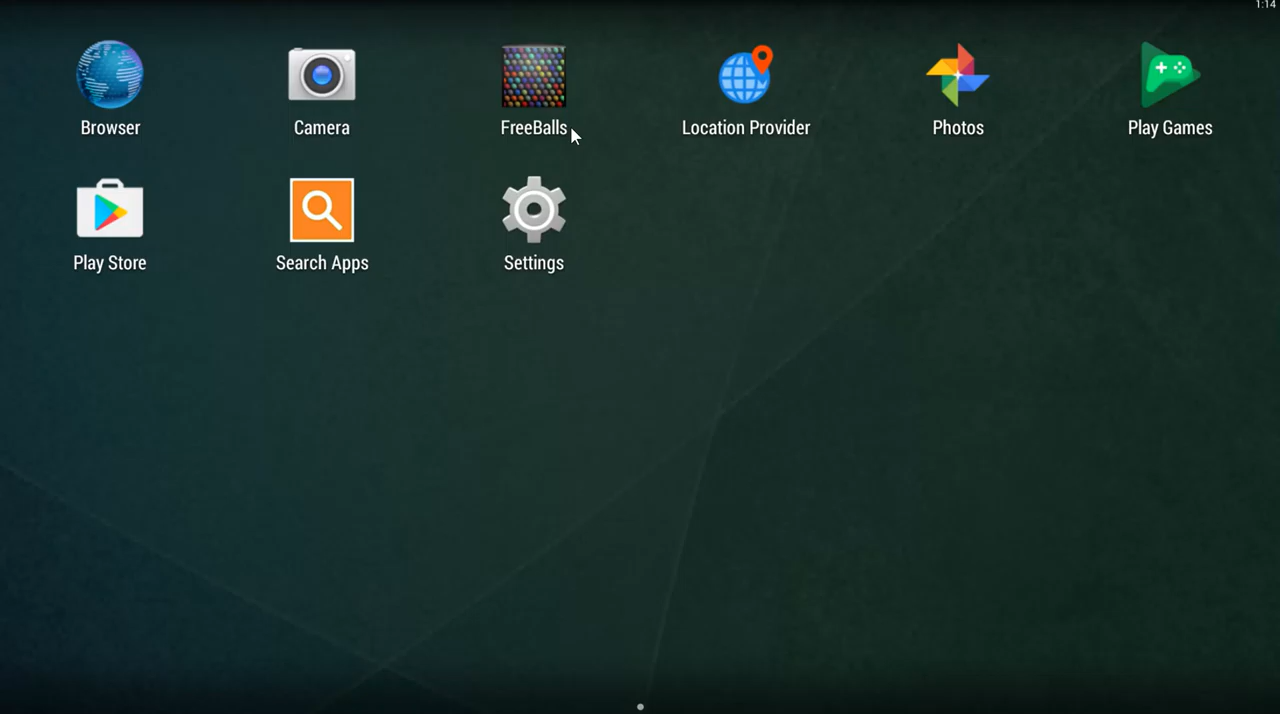 1:14
Browser
Camera
FreeBalls
Location Provider
Photos
Play Games
Play Store
Search Apps
Settings